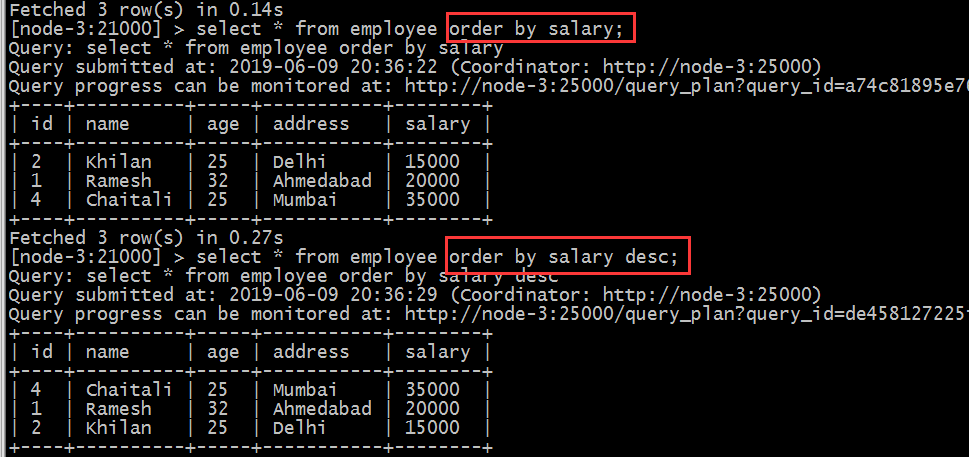 Fetched 3 row(s) in 0.14s
[node-3:21000] > select * from employee order by salary;
Query: select * from employee order by salary
Query submitted at: 2019-06-09 20:36:22 (Coordinator: http://node-3:25000)
Query progress can be monitored at: http://node-3:25000/query_plan?query_id=a74c81895e70
+----+----------+-----+-----------+--------+
| id | name     | age | address   | salary |
+----+----------+-----+-----------+--------+
| 2  | Khilan   | 25  | Delhi     | 15000  |
| 1  | Ramesh   | 32  | Ahmedabad | 20000  |
| 4  | Chaitali | 25  | Mumbai    | 35000  |
+----+----------+-----+-----------+--------+
Fetched 3 row(s) in 0.27s
[node-3:21000] > select * from employee order by salary desc;
Query: select * from employee order by salary desc
Query submitted at: 2019-06-09 20:36:29 (Coordinator: http://node-3:25000)
Query progress can be monitored at: http://node-3:25000/query_plan?query_id=de458127225
+----+----------+-----+-----------+--------+
| id | name     | age | address   | salary |
+----+----------+-----+-----------+--------+
| 4  | Chaitali | 25  | Mumbai    | 35000  |
| 1  | Ramesh   | 32  | Ahmedabad | 20000  |
| 2  | Khilan   | 25  | Delhi     | 15000  |
+----+----------+-----+-----------+--------+